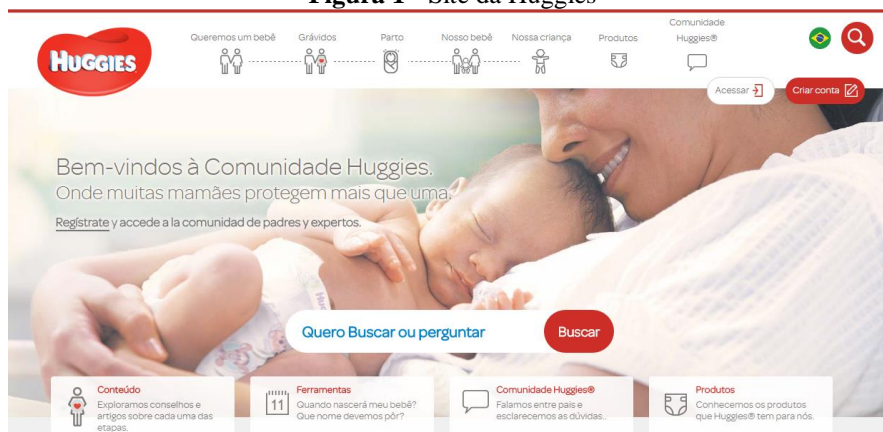 Figura 1 - Site da Huggies
HUGGIES
Queremos um bebê
Grávidos
Parto
Nosso bebê
Nossa criança
Produtos
Comunidade
Huggies®
Acessar
Criar conta
Bem-vindos à Comunidade Huggies.
Onde muitas mamães protegem mais que uma.
Regístrate y accede a la comunidad de padres y expertos.
Quero Buscar ou perguntar
Buscar
Conteúdo
Exploramos conselhos e
artigos sobre cada uma das
etapas.
11
Ferramentas
Quando nascerá meu bebê?
Que nome devemos pôr?
Comunidade Huggies®
Falamos entre pais e
esclarecemos as dúvidas..
Produtos
Conhecemos os produtos
que Huggies® tem para nós.